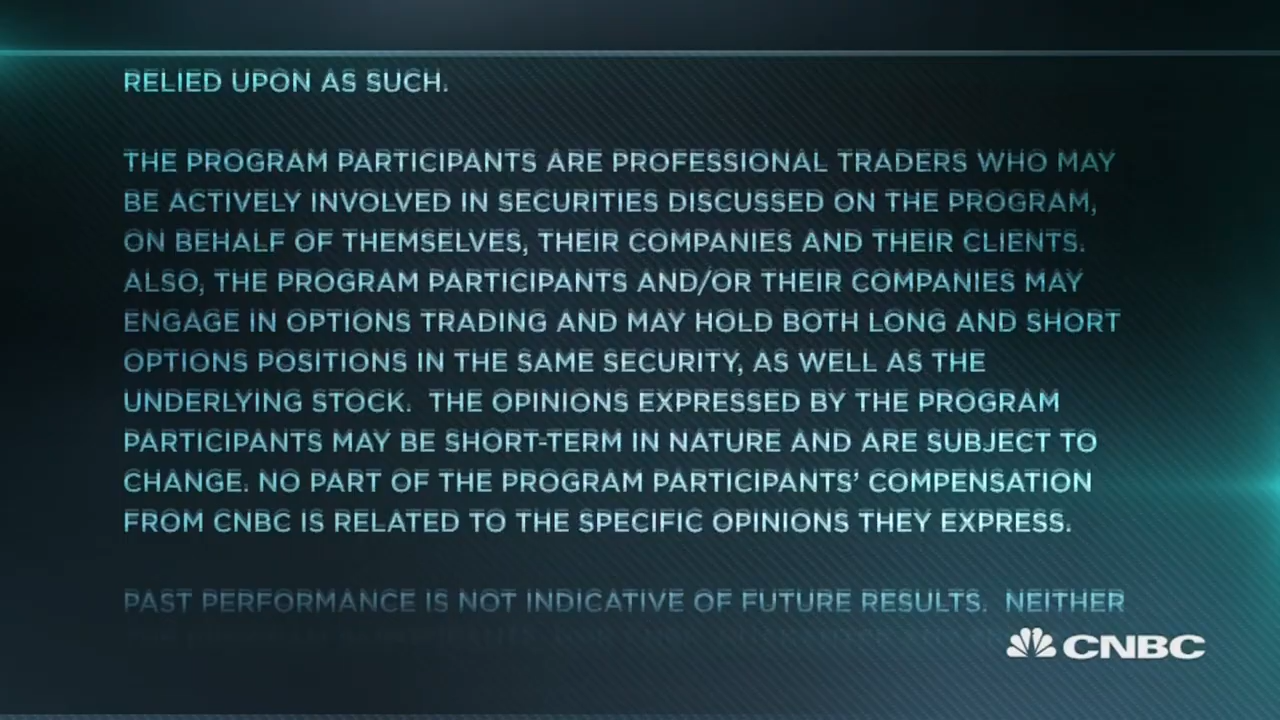 RELIED UPON AS SUCH.
THE PROGRAM PARTICIPANTS ARE PROFESSIONAL TRADERS WHO MAY
BE ACTIVELY INVOLVED IN SECURITIES DISCUSSED ON THE PROGRAM,
ON BEHALF OF THEMSELVES, THEIR COMPANIES AND THEIR CLIENTS.
ALSO, THE PROGRAM PARTICIPANTS AND/OR THEIR COMPANIES MAY
ENGAGE IN OPTIONS TRADING AND MAY HOLD BOTH LONG AND SHORT
OPTIONS POSITIONS IN THE SAME SECURITY, AS WELL AS THE
UNDERLYING STOCK.  THE OPINIONS EXPRESSED BY THE PROGRAM
PARTICIPANTS MAY BE SHORT-TERM IN NATURE AND ARE SUBJECT TO
CHANGE. NO PART OF THE PROGRAM PARTICIPANTS’ COMPENSATION
FROM CNBC IS RELATED TO THE SPECIFIC OPINIONS THEY EXPRESS.
PAST PERFORMANCE IS NOT INDICATIVE OF FUTURE RESULTS.  NEITHER
CNBC